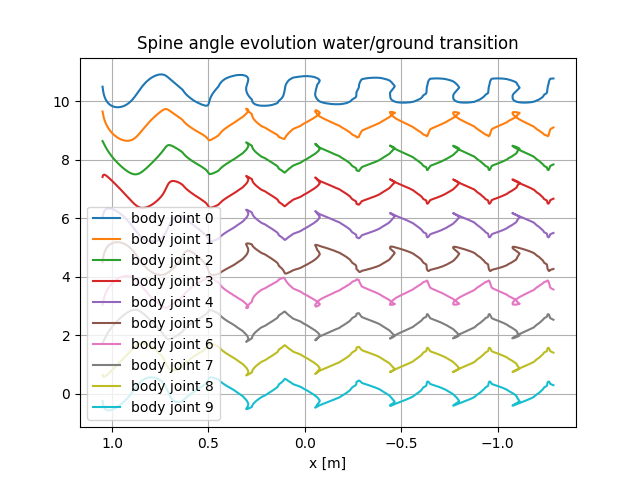 Spine angle evolution water/ground transition
10
8
6
4
2
0
body joint 0
body joint 1
body joint 2
body joint 3
body joint 4
body joint 5
body joint 6
body joint 7
body joint 8
body joint 9
1.0 0.5 0.0 −0.5 −1.0
x [m]